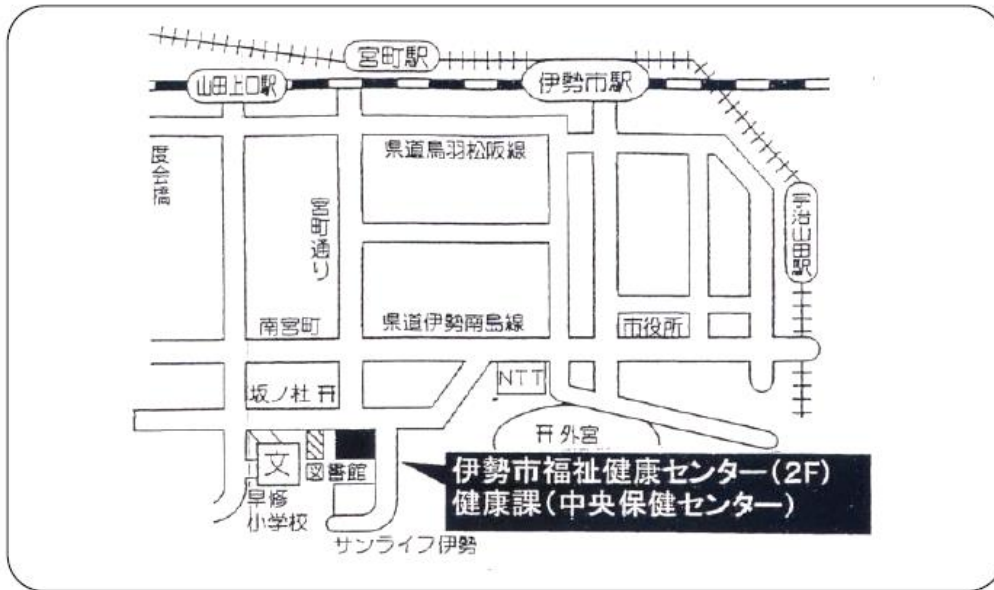 宮町駅
山田上口駅
伊勢市駅
県道鳥羽松阪線
度会橋
宮町通り
宇治山田駅
南宮町
県道伊勢南島線
市役所
NTT
坂ノ杜
外宮
文
図書館
伊勢市福祉健康センター(2F)
健康課(中央保健センター)
早修
小学校
サンライフ伊勢